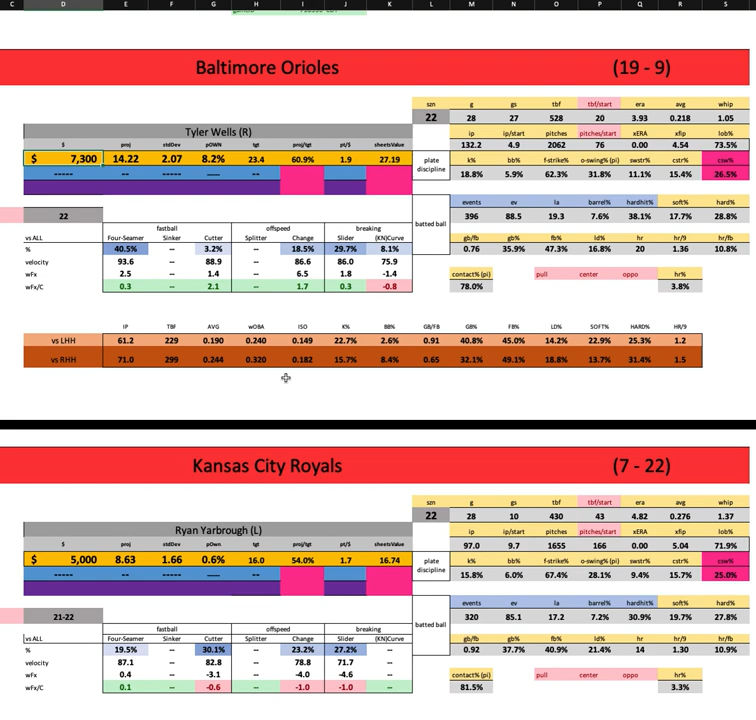 C D E F G H I J K L M N O P Q R S
Baltimore Orioles (19 - 9)
szn g gs tbf tbf/start era avg whip
22 28 27 528 20 3.93 0.218 1.05
Tyler Wells (R)
ip ip/start pitches pitches/start xERA xfip lob%
132.2 4.9 2062 76 0.00 4.54 73.5%
$ proj stdDev pOWN tgt proj/tgt pt/$ sheetsValue
$ 7,300 14.22 2.07 8.2% 23.4 60.9% 1.9 27.19
plate discipline
k% bb% f-strike% o-swing% (pi) swstr% cstr% csw%
18.8% 5.9% 62.3% 31.8% 11.1% 15.4% 26.5%
----- -- ----- ___ --
events ev la barrel% hardhit% soft% hard%
396 88.5 19.3 7.6% 38.1% 17.7% 28.8%
22
batted ball
fastball offspeed breaking
vs ALL Four-Seamer Sinker Cutter Splitter Change Slider (KN)Curve
gb/fb gb% fb% ld% hr hr/9 hr/fb
% 40.5% -- 3.2% -- 18.5% 29.7% 8.1%
0.76 35.9% 47.3% 16.8% 20 1.36 10.8%
velocity 93.6 -- 88.9 -- 86.6 86.0 75.9
wFx 2.5 -- 1.4 -- 6.5 1.8 -1.4
contact% (pi) pull center oppo hr%
wFx/C 0.3 -- 2.1 -- 1.7 0.3 -0.8
78.0% 3.8%
IP TBF AVG wOBA ISO K% BB% GB/FB GB% FB% LD% SOFT% HARD% HR/9
vs LHH 61.2 229 0.190 0.240 0.149 22.7% 2.6% 0.91 40.8% 45.0% 14.2% 22.9% 25.3% 1.2
vs RHH 71.0 299 0.244 0.320 0.182 15.7% 8.4% 0.65 32.1% 49.1% 18.8% 13.7% 31.4% 1.5
Kansas City Royals (7 - 22)
szn g gs tbf tbf/start era avg whip
22 28 10 430 43 4.82 0.276 1.37
Ryan Yarbrough (L)
ip ip/start pitches pitches/start xERA xfip lob%
97.0 9.7 1655 166 0.00 5.04 71.9%
$ proj stdDev pOwn tgt proj/tgt pt/$ sheetsValue
$ 5,000 8.63 1.66 0.6% 16.0 54.0% 1.7 16.74
plate discipline
k% bb% f-strike% o-swing% (pi) swstr% cstr% csw%
15.8% 6.0% 67.4% 28.1% 9.4% 15.7% 25.0%
----- -- ----- ___ --
events ev la barrel% hardhit% soft% hard%
320 85.1 17.2 7.2% 30.9% 19.7% 27.8%
21-22
batted ball
fastball offspeed breaking
vs ALL Four-Seamer Sinker Cutter Splitter Change Slider (KN)Curve
gb/fb gb% fb% ld% hr hr/9 hr/fb
% 19.5% -- 30.1% -- 23.2% 27.2% --
0.92 37.7% 40.9% 21.4% 14 1.30 10.9%
velocity 87.1 -- 82.8 -- 78.8 71.7 --
wFx 0.4 -- -3.1 -- -4.0 -4.6 --
contact% (pi) pull center oppo hr%
wFx/C 0.1 -- -0.6 -- -1.0 -1.0 --
81.5% 3.3%